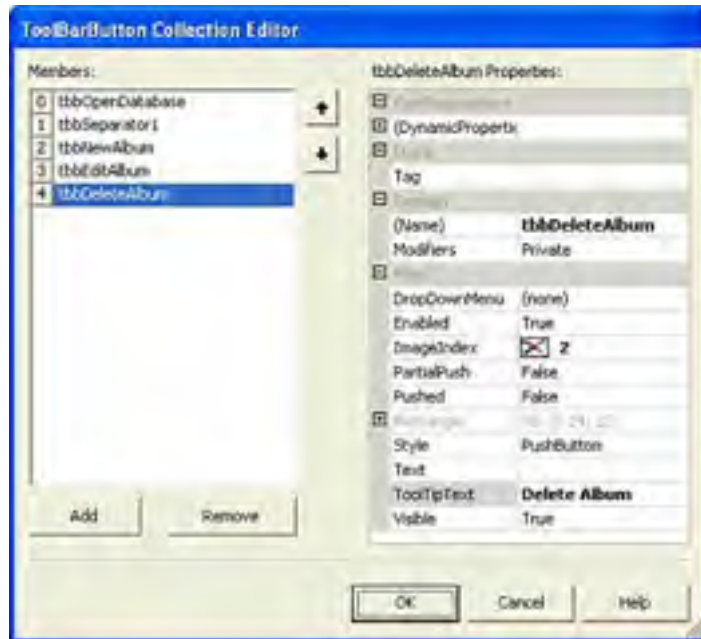 ToolBarButton Collection Editor
Members:
0 tbbOpenDatabase
1 tbbSeparator1
2 tbbNewAlbum
3 tbbEditAlbum
4 tbbDeleteAlbum
Add
Remove
tbbDeleteAlbum Properties:
(DynamicPropertie
Tag
(Name) tbbDeleteAlbum
Modifiers Private
DropDownMenu (none)
Enabled True
ImageIndex 2
PartialPush False
Pushed False
Rectangle
Style PushButton
Text
ToolTipText Delete Album
Visible True
OK
Cancel
Help